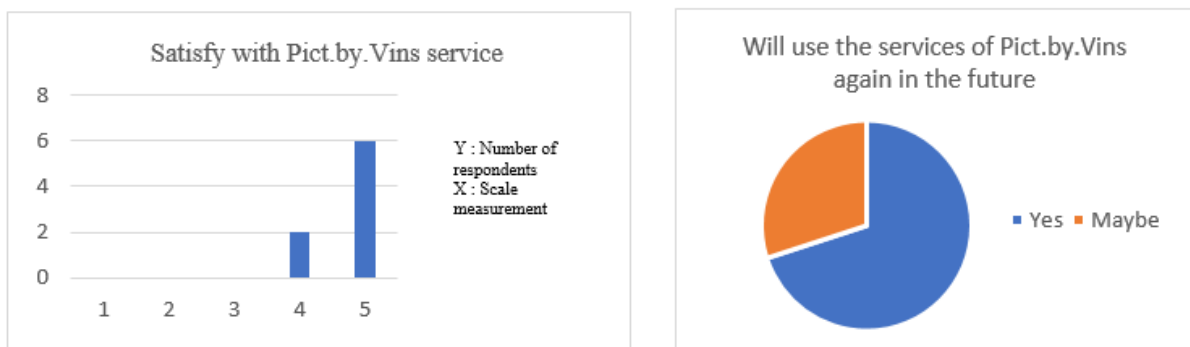 Satisfy with Pict.by.Vins service
8
6
4
2
0
1 2 3 4 5
Y : Number of
respondents
X : Scale
measurement
Will use the services of Pict.by.Vins
again in the future
Yes Maybe